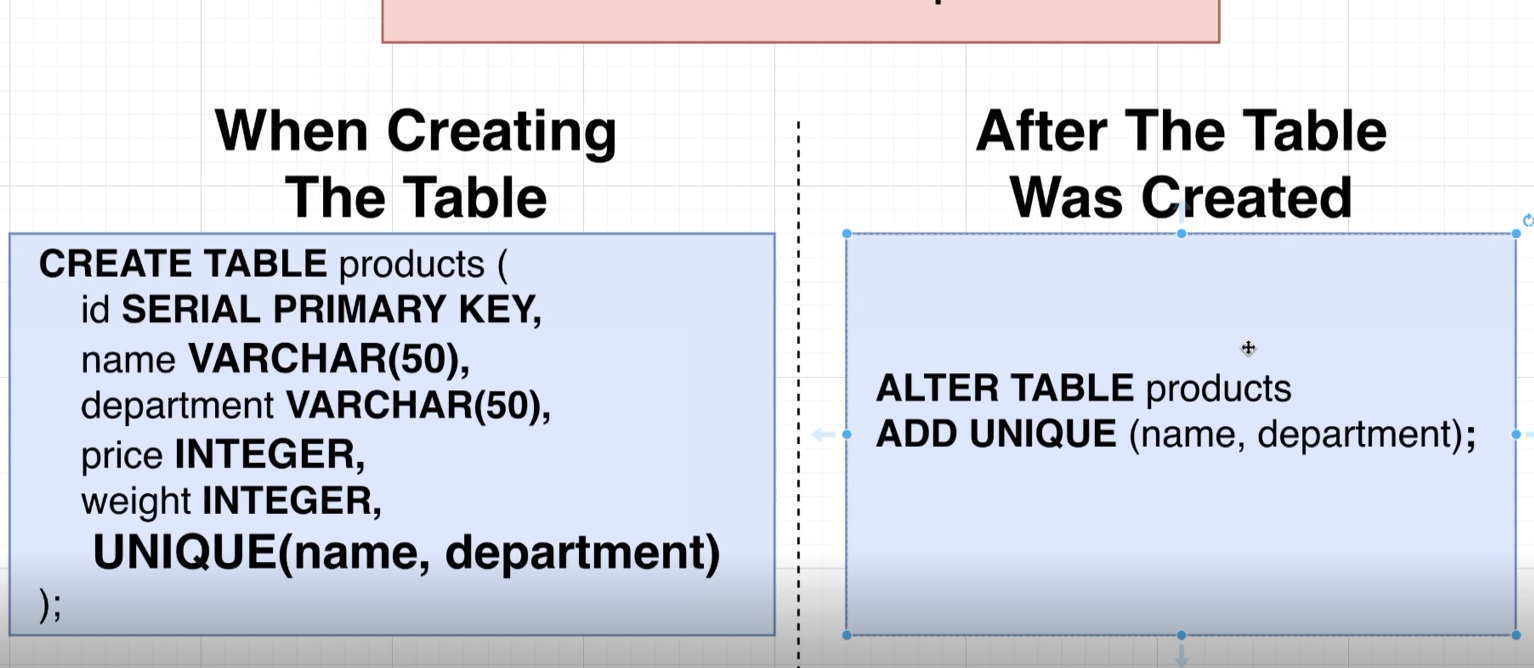 When Creating
The Table
CREATE TABLE products (
id SERIAL PRIMARY KEY,
name VARCHAR(50),
department VARCHAR(50),
price INTEGER,
weight INTEGER,
UNIQUE(name, department)
);
After The Table
Was Created
ALTER TABLE products
ADD UNIQUE (name, department);